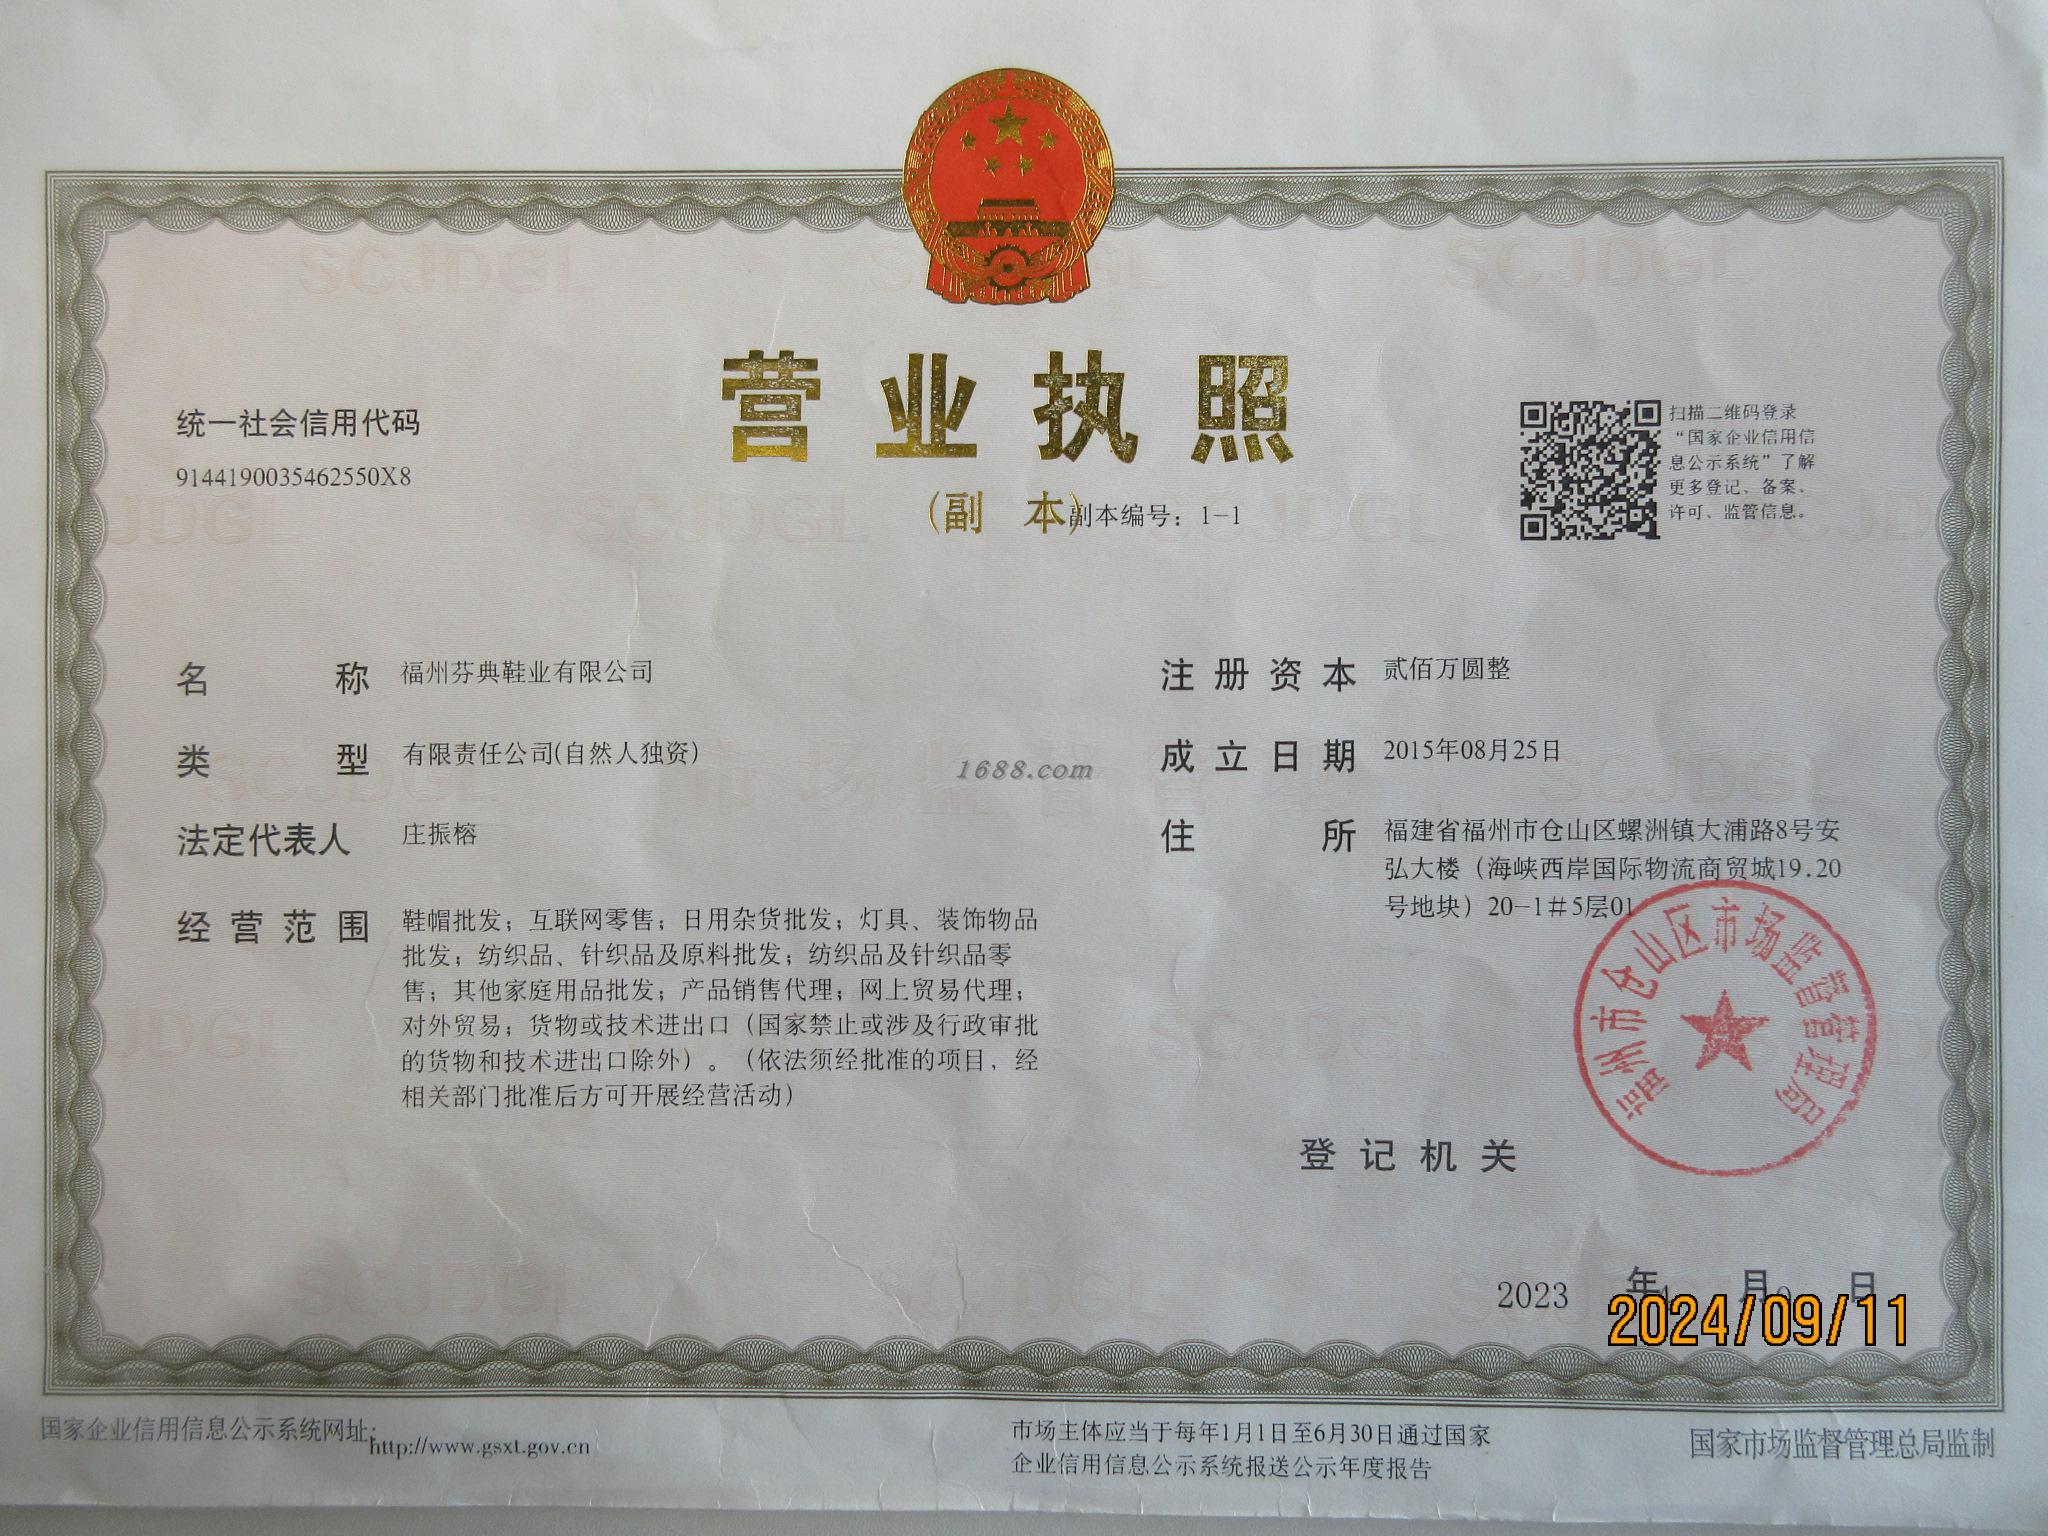 营业执照
(副 本)副本编号：1-1
统一社会信用代码
9144190035462550X8
扫描二维码登录
“国家企业信用信
息公示系统”了解
更多登记、备案、
许可、监管信息。
名称 福州芬典鞋业有限公司
类型 有限责任公司(自然人独资)
法定代表人 庄振榕
经营范围 鞋帽批发；互联网零售；日用杂货批发；灯具、装饰物品
批发；纺织品、针织品及原料批发；纺织品及针织品零
售；其他家庭用品批发；产品销售代理；网上贸易代理；
对外贸易；货物或技术进出口（国家禁止或涉及行政审批
的货物和技术进出口除外）。（依法须经批准的项目，经
相关部门批准后方可开展经营活动）
注册资本 贰佰万圆整
成立日期 2015年08月25日
住所 福建省福州市仓山区螺洲镇大浦路8号安
弘大楼（海峡西岸国际物流商贸城19.20
号地块）20-1#5层01
1688.com
福州市仓山区市场监督管理局
登记机关
2023 年 月 日
2024/09/11
国家企业信用信息公示系统网址：http://www.gsxt.gov.cn
市场主体应当于每年1月1日至6月30日通过国家
企业信用信息公示系统报送公示年度报告
国家市场监督管理总局监制